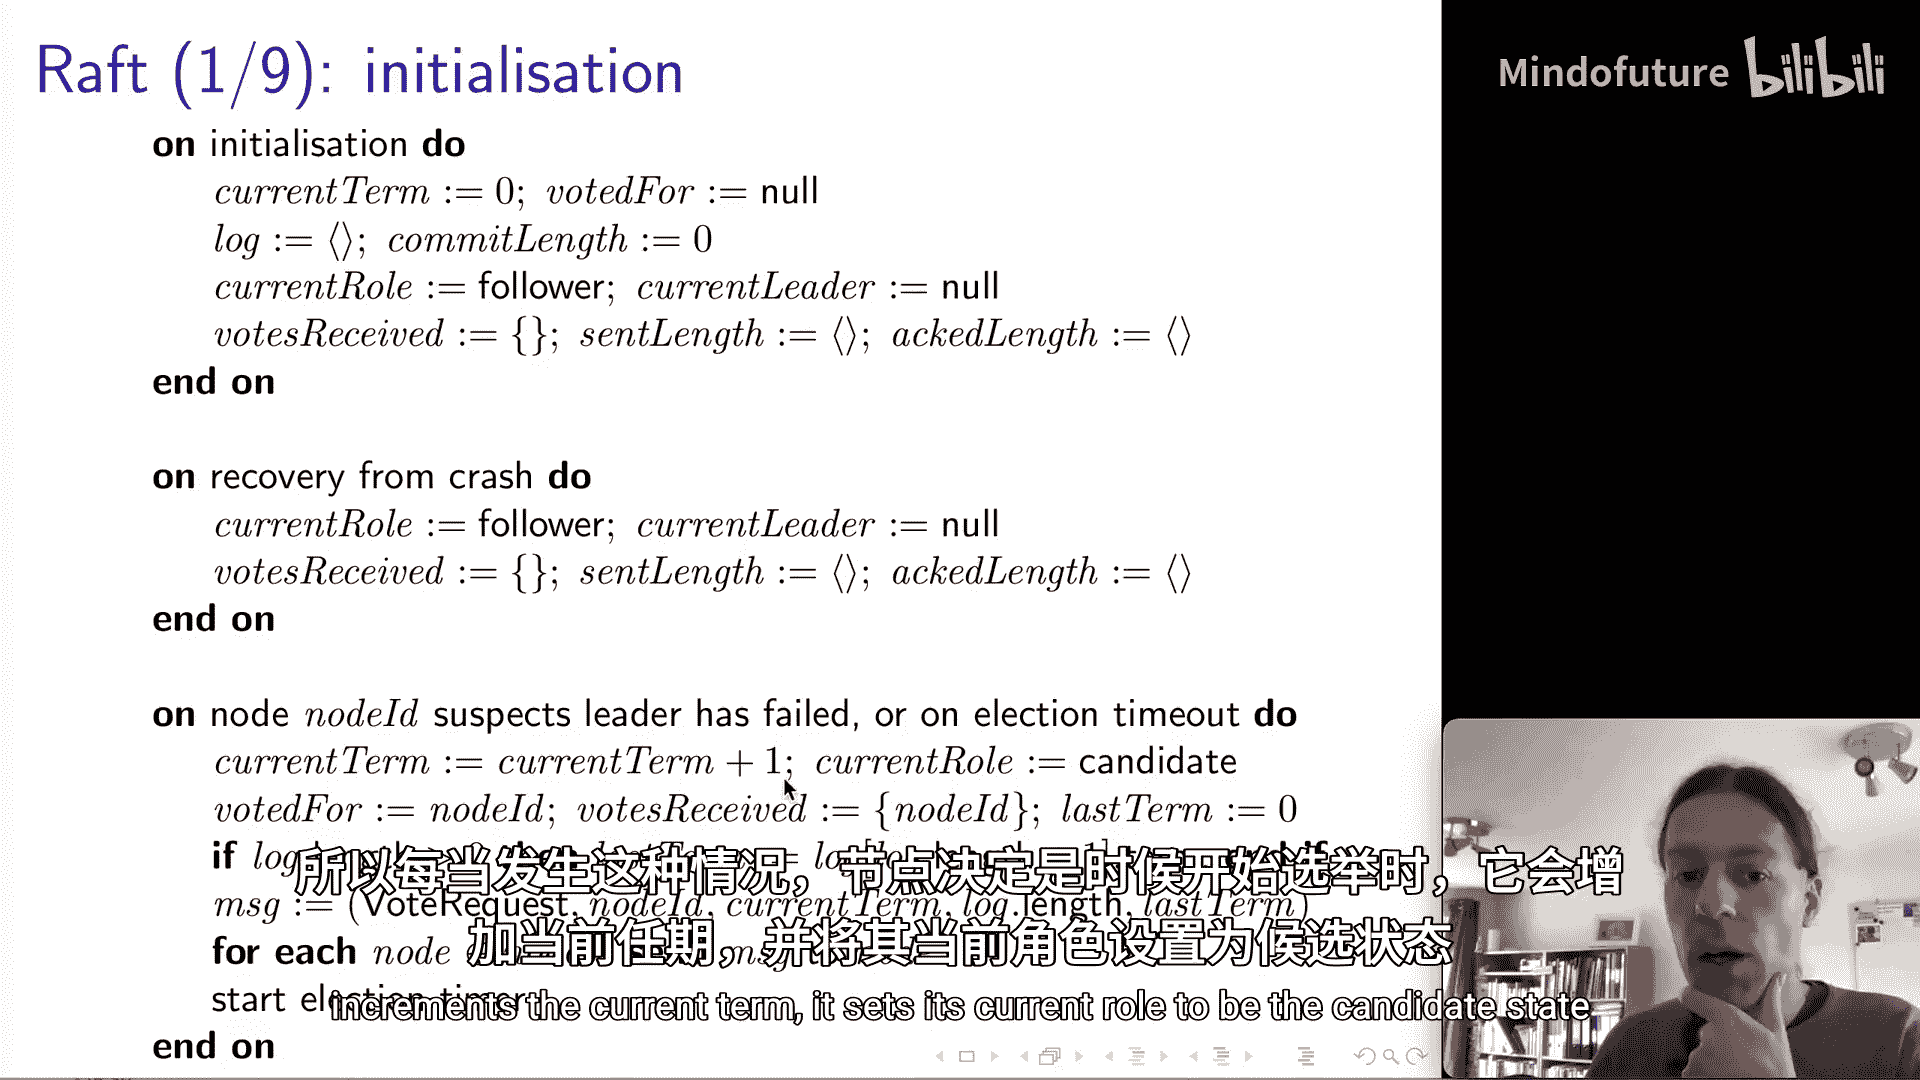 Raft (1/9): initialisation
Mindofuture bilibili
on initialisation do
currentTerm := 0; votedFor := null
log := ⟨⟩; commitLength := 0
currentRole := follower; currentLeader := null
votesReceived := {}; sentLength := ⟨⟩; ackedLength := ⟨⟩
end on
on recovery from crash do
currentRole := follower; currentLeader := null
votesReceived := {}; sentLength := ⟨⟩; ackedLength := ⟨⟩
end on
on node nodeId suspects leader has failed, or on election timeout do
currentTerm := currentTerm + 1; currentRole := candidate
votedFor := nodeId; votesReceived := {nodeId}; lastTerm := 0
if
所以每当发生这种情况，节点决定是时候开始选举时，它会增
msg := (VoteRequest, nodeId, currentTerm, log.length, lastTerm)
加当前任期，并将其当前角色设置为候选状态
for each node
start election timer
increments the current term, it sets its current role to be the candidate state
end on